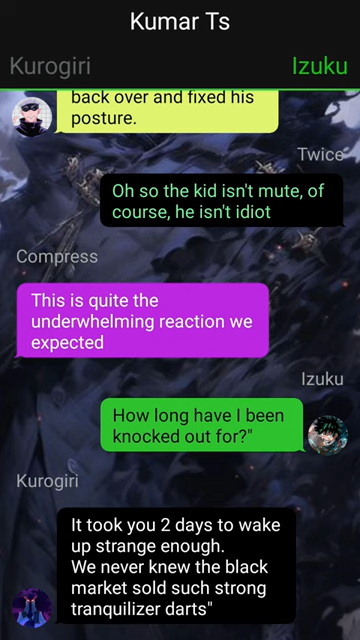 Kumar Ts
Kurogiri
Izuku
back over and fixed his
posture.
Twice
Oh so the kid isn't mute, of
course, he isn't idiot
Compress
This is quite the
underwhelming reaction we
expected
Izuku
How long have I been
knocked out for?"
Kurogiri
It took you 2 days to wake
up strange enough.
We never knew the black
market sold such strong
tranquilizer darts"